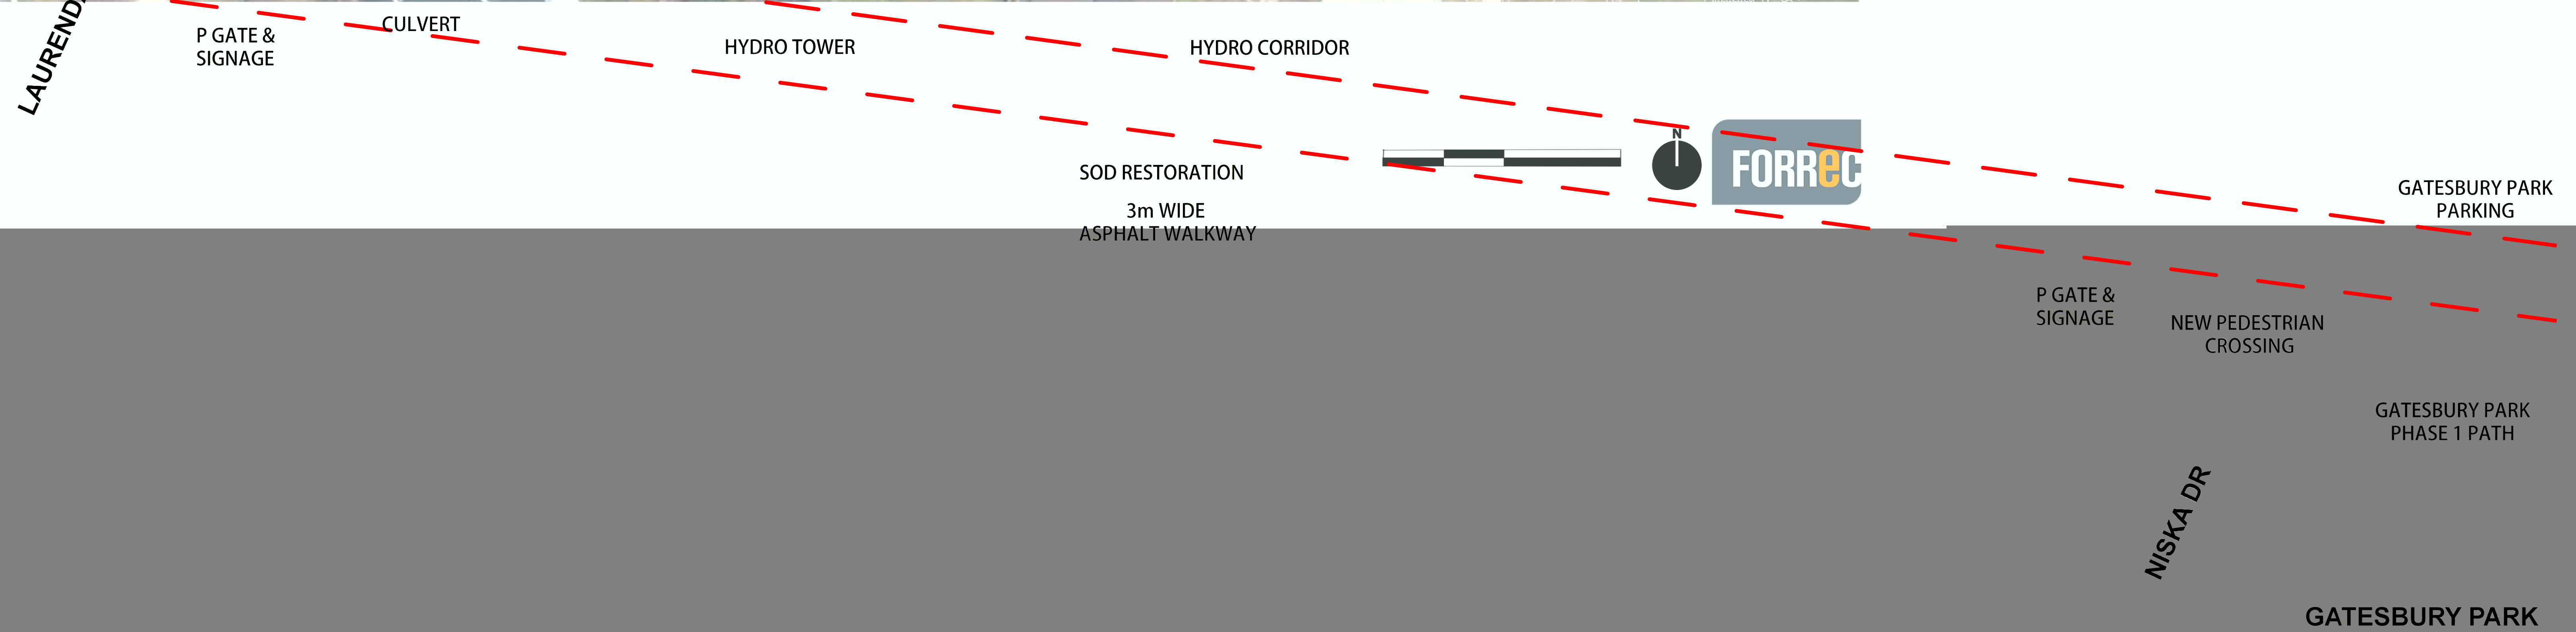 CULVERT
P GATE &
SIGNAGE
HYDRO TOWER
HYDRO CORRIDOR
N
FORREC
SOD RESTORATION
3m WIDE
ASPHALT WALKWAY
GATESBURY PARK
PARKING
P GATE &
SIGNAGE
NEW PEDESTRIAN
CROSSING
GATESBURY PARK
PHASE 1 PATH
NISKA DR
GATESBURY PARK